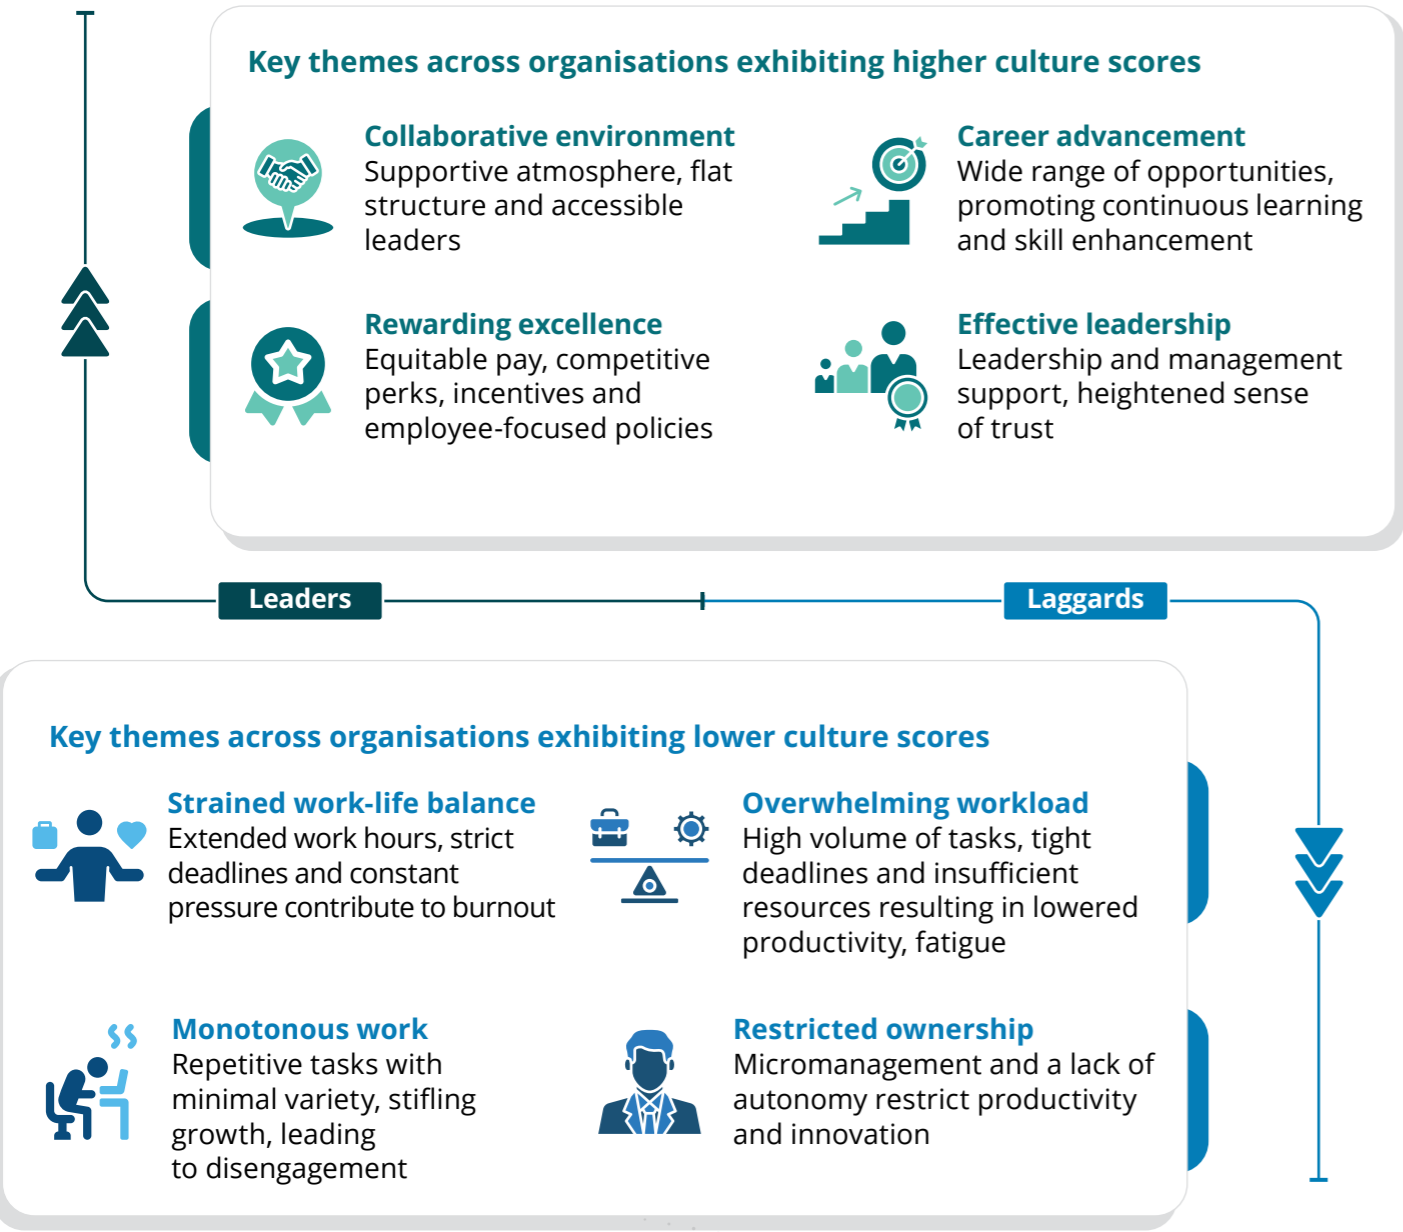 Key themes across organisations exhibiting higher culture scores
Collaborative environment
Supportive atmosphere, flat
structure and accessible
leaders
Career advancement
Wide range of opportunities,
promoting continuous learning
and skill enhancement
Rewarding excellence
Equitable pay, competitive
perks, incentives and
employee-focused policies
Effective leadership
Leadership and management
support, heightened sense
of trust
Leaders
Laggards
Key themes across organisations exhibiting lower culture scores
Strained work-life balance
Extended work hours, strict
deadlines and constant
pressure contribute to burnout
Overwhelming workload
High volume of tasks, tight
deadlines and insufficient
resources resulting in lowered
productivity, fatigue
Monotonous work
Repetitive tasks with
minimal variety, stifling
growth, leading
to disengagement
Restricted ownership
Micromanagement and a lack of
autonomy restrict productivity
and innovation